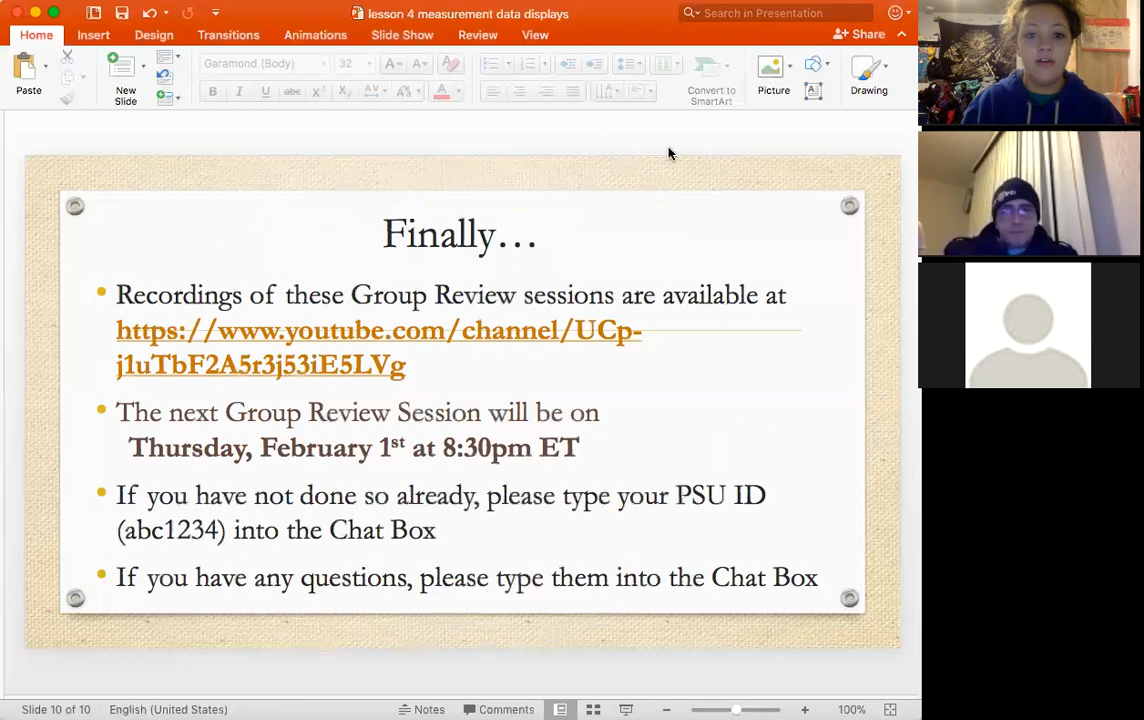 lesson 4 measurement data displays
Search in Presentation
Home Insert Design Transitions Animations Slide Show Review View Share
Paste
New
Slide
Garamond (Body) 32
Convert to
SmartArt
Picture
Drawing
Finally…
Recordings of these Group Review sessions are available at
https://www.youtube.com/channel/UCp-
j1uTbF2A5r3j53iE5LVg
The next Group Review Session will be on
Thursday, February 1st at 8:30pm ET
If you have not done so already, please type your PSU ID
(abc1234) into the Chat Box
If you have any questions, please type them into the Chat Box
Slide 10 of 10 English (United States) Notes Comments 100%